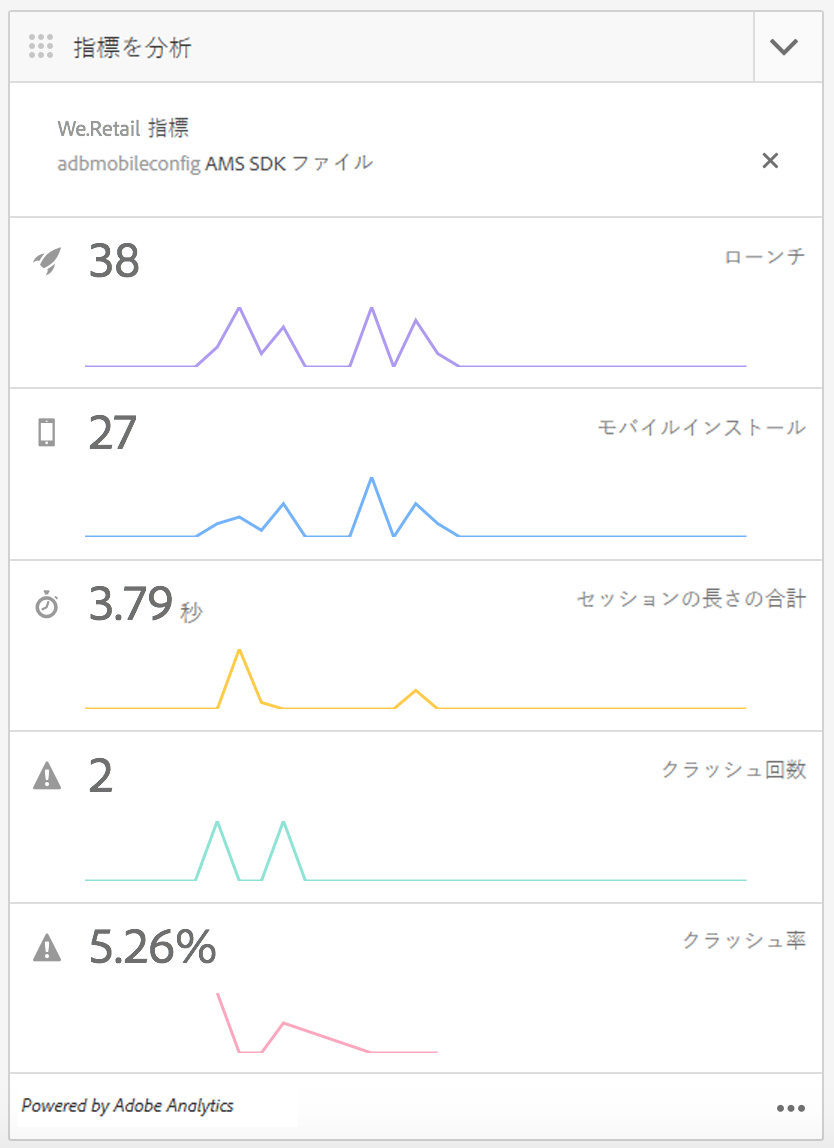 指標を分析
We.Retail 指標
adbmobileconfig AMS SDK ファイル
38
ローンチ
27
モバイルインストール
3.79 秒
セッションの長さの合計
2
クラッシュ回数
5.26%
クラッシュ率
Powered by Adobe Analytics